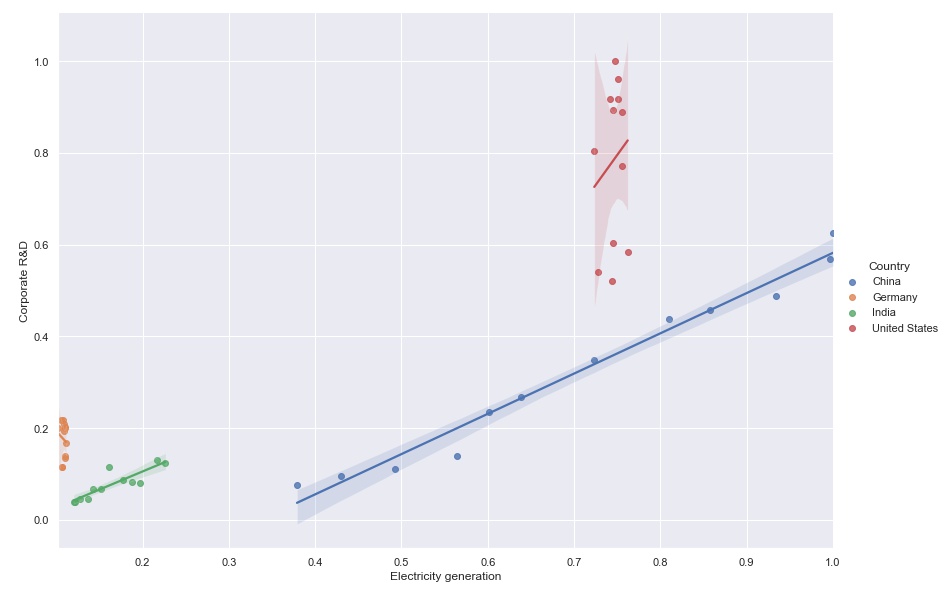 1.0
0.8
0.6
0.4
0.2
0.0
Corporate R&D
0.2 0.3 0.4 0.5 0.6 0.7 0.8 0.9 1.0
Electricity generation
Country
China
Germany
India
United States